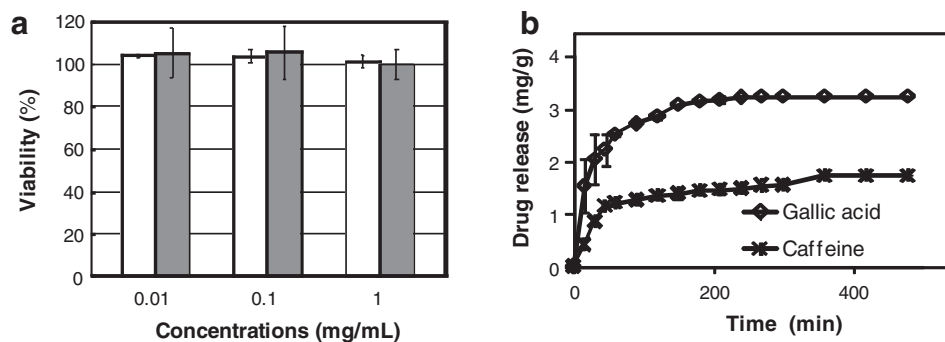 a
120
100
80
60
40
20
0
Viability (%)
0.01 0.1 1
Concentrations (mg/mL)
b
4
3
2
1
0
Drug release (mg/g)
Gallic acid
Caffeine
0 200 400
Time (min)